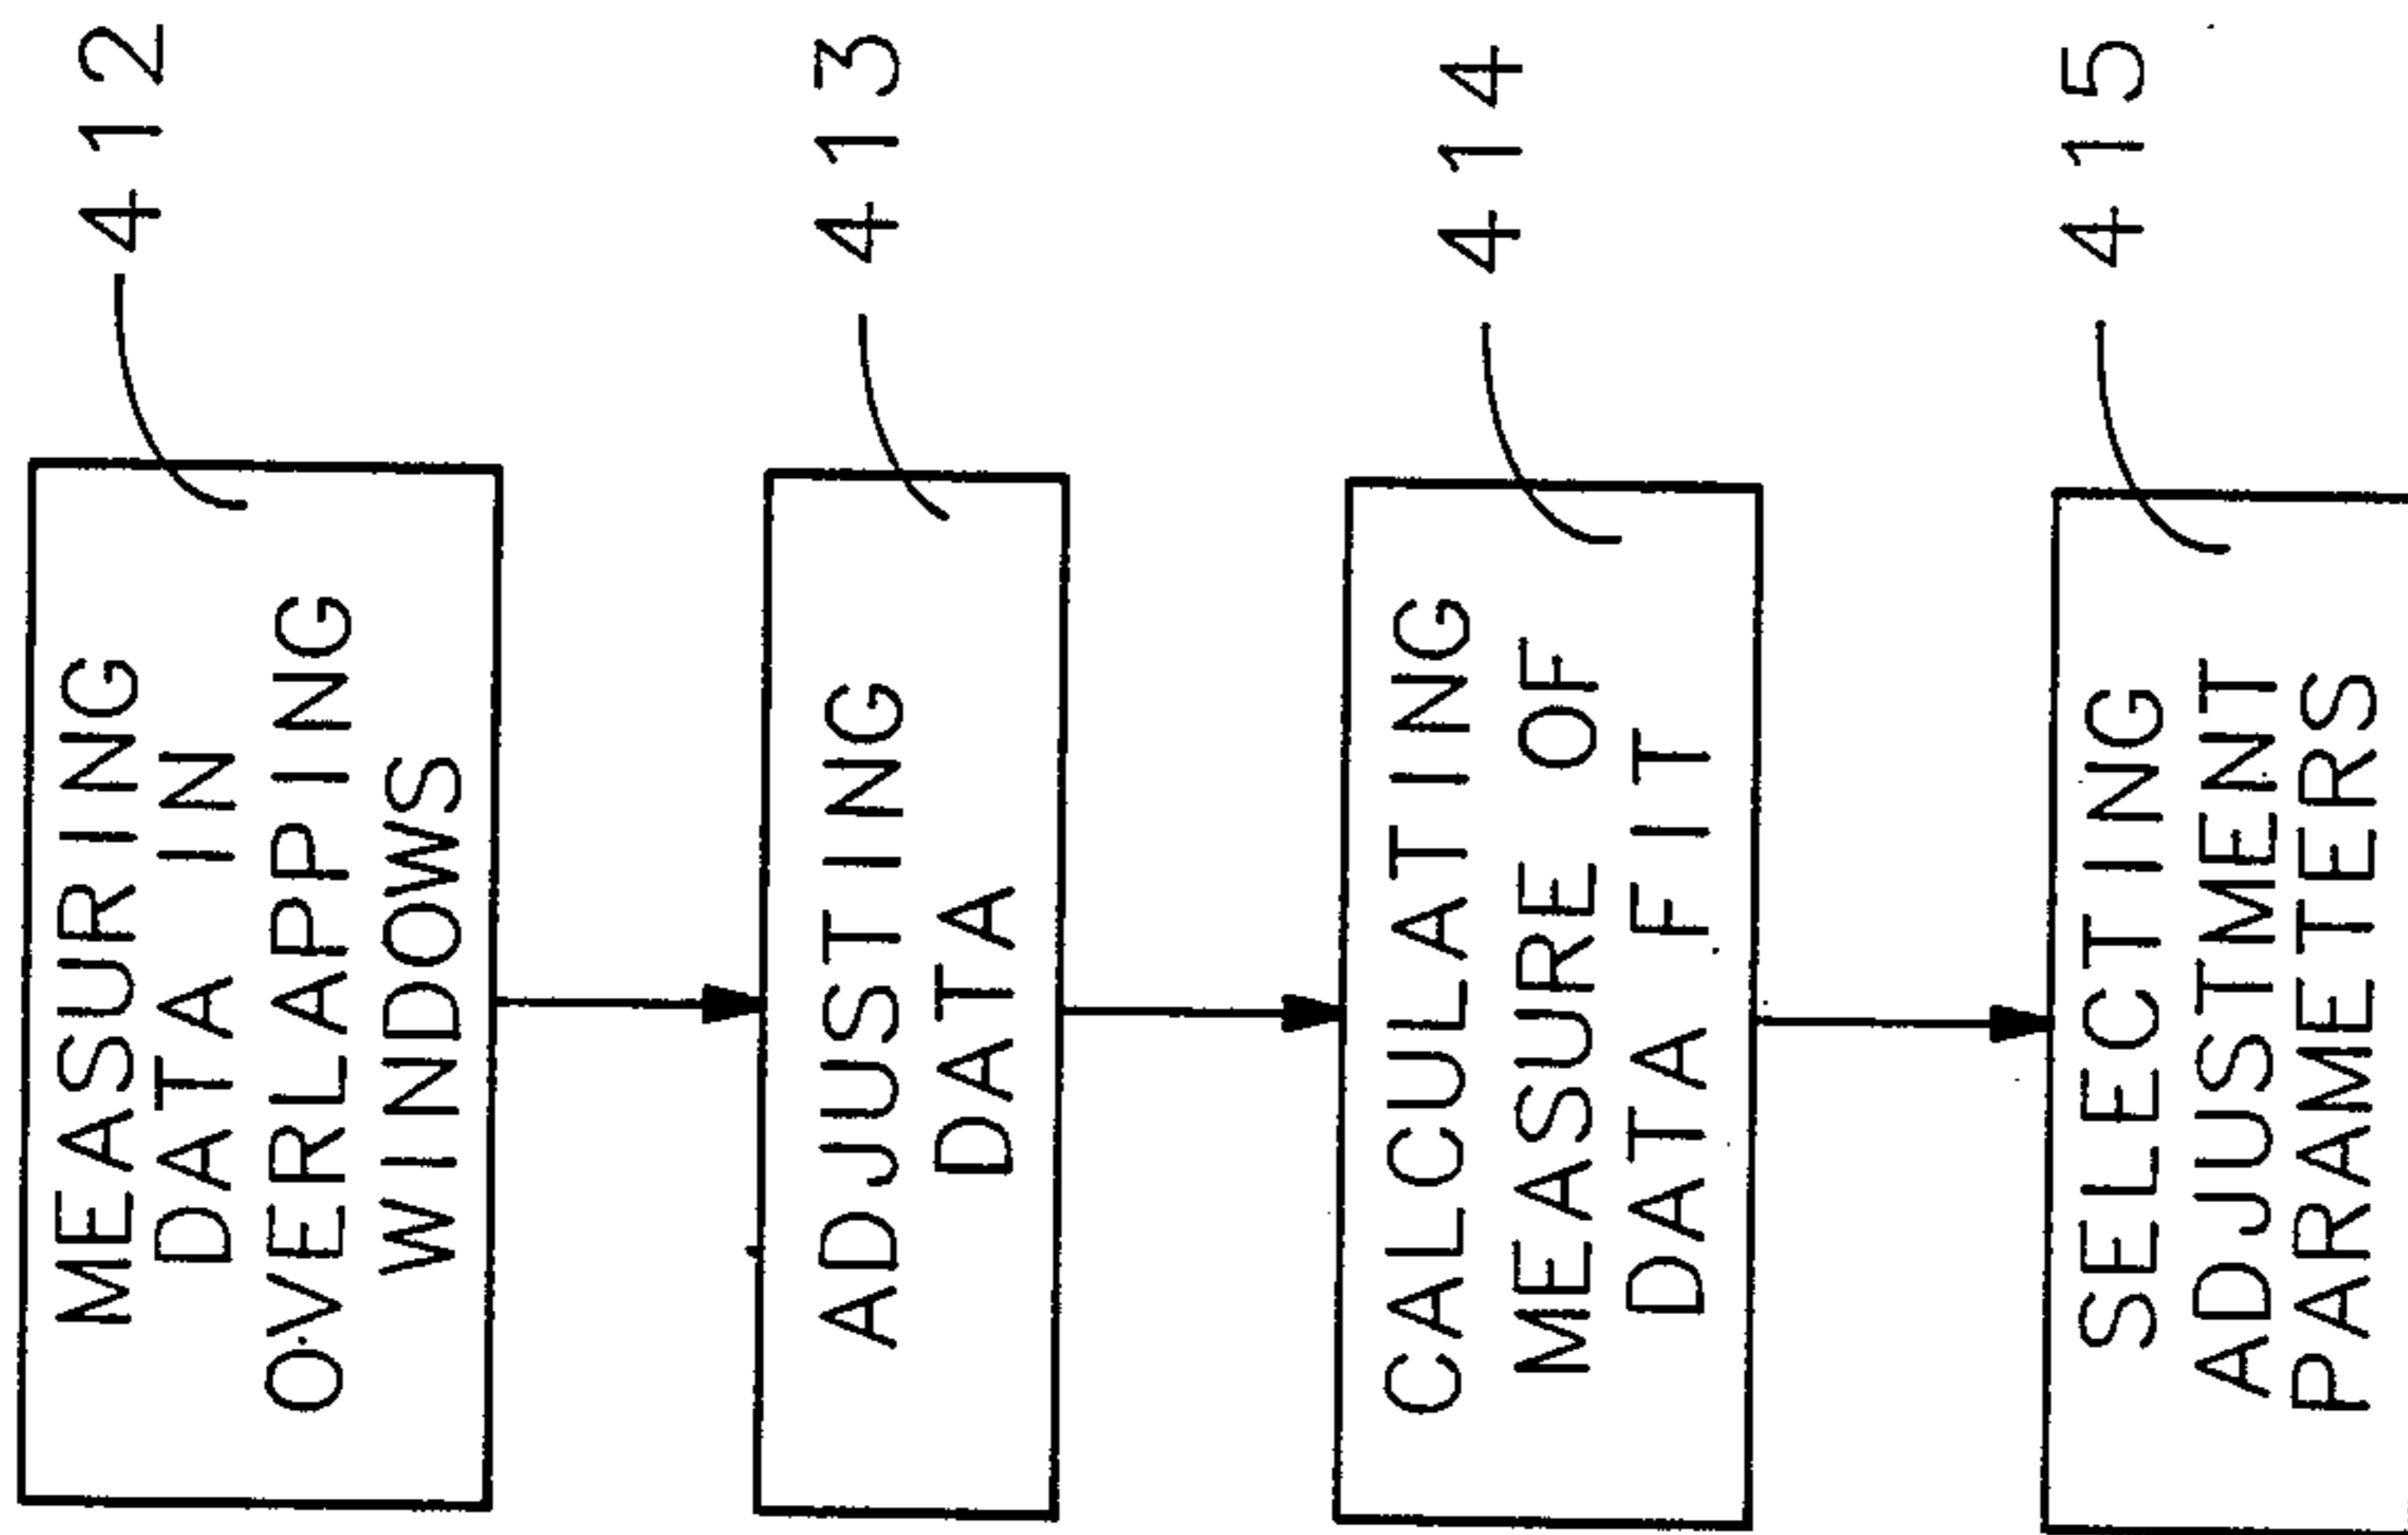 MEASURING
DATA IN
OVERLAPPING
WINDOWS
412
ADJUSTING
DATA
413
CALCULATING
MEASURE OF
DATA FIT
414
SELECTING
ADJUSTMENT
PARAMETERS
415